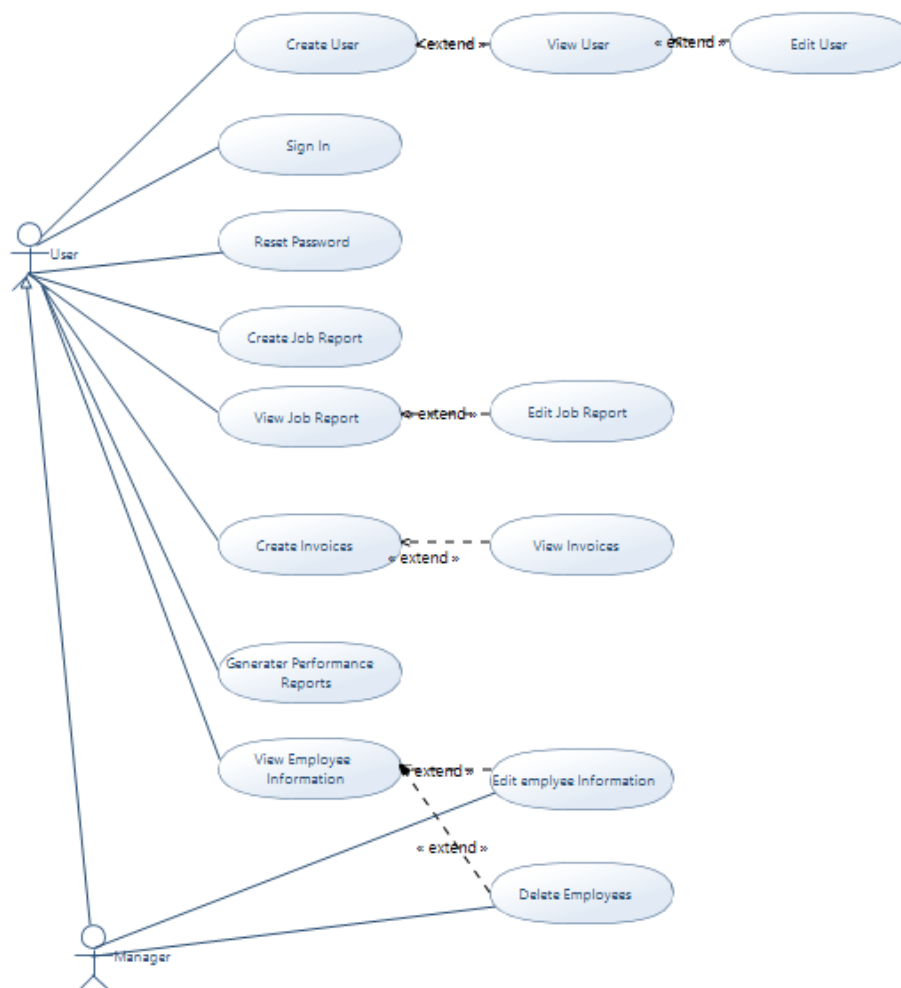 Create User
<extend »
View User
« extend »
Edit User
Sign In
User
Reset Password
Create Job Report
View Job Report
« extend »
Edit Job Report
Create Invoices
« extend »
View Invoices
Generater Performance
Reports
View Employee
Information
« extend »
Edit emplyee Information
« extend »
Delete Employees
Manager